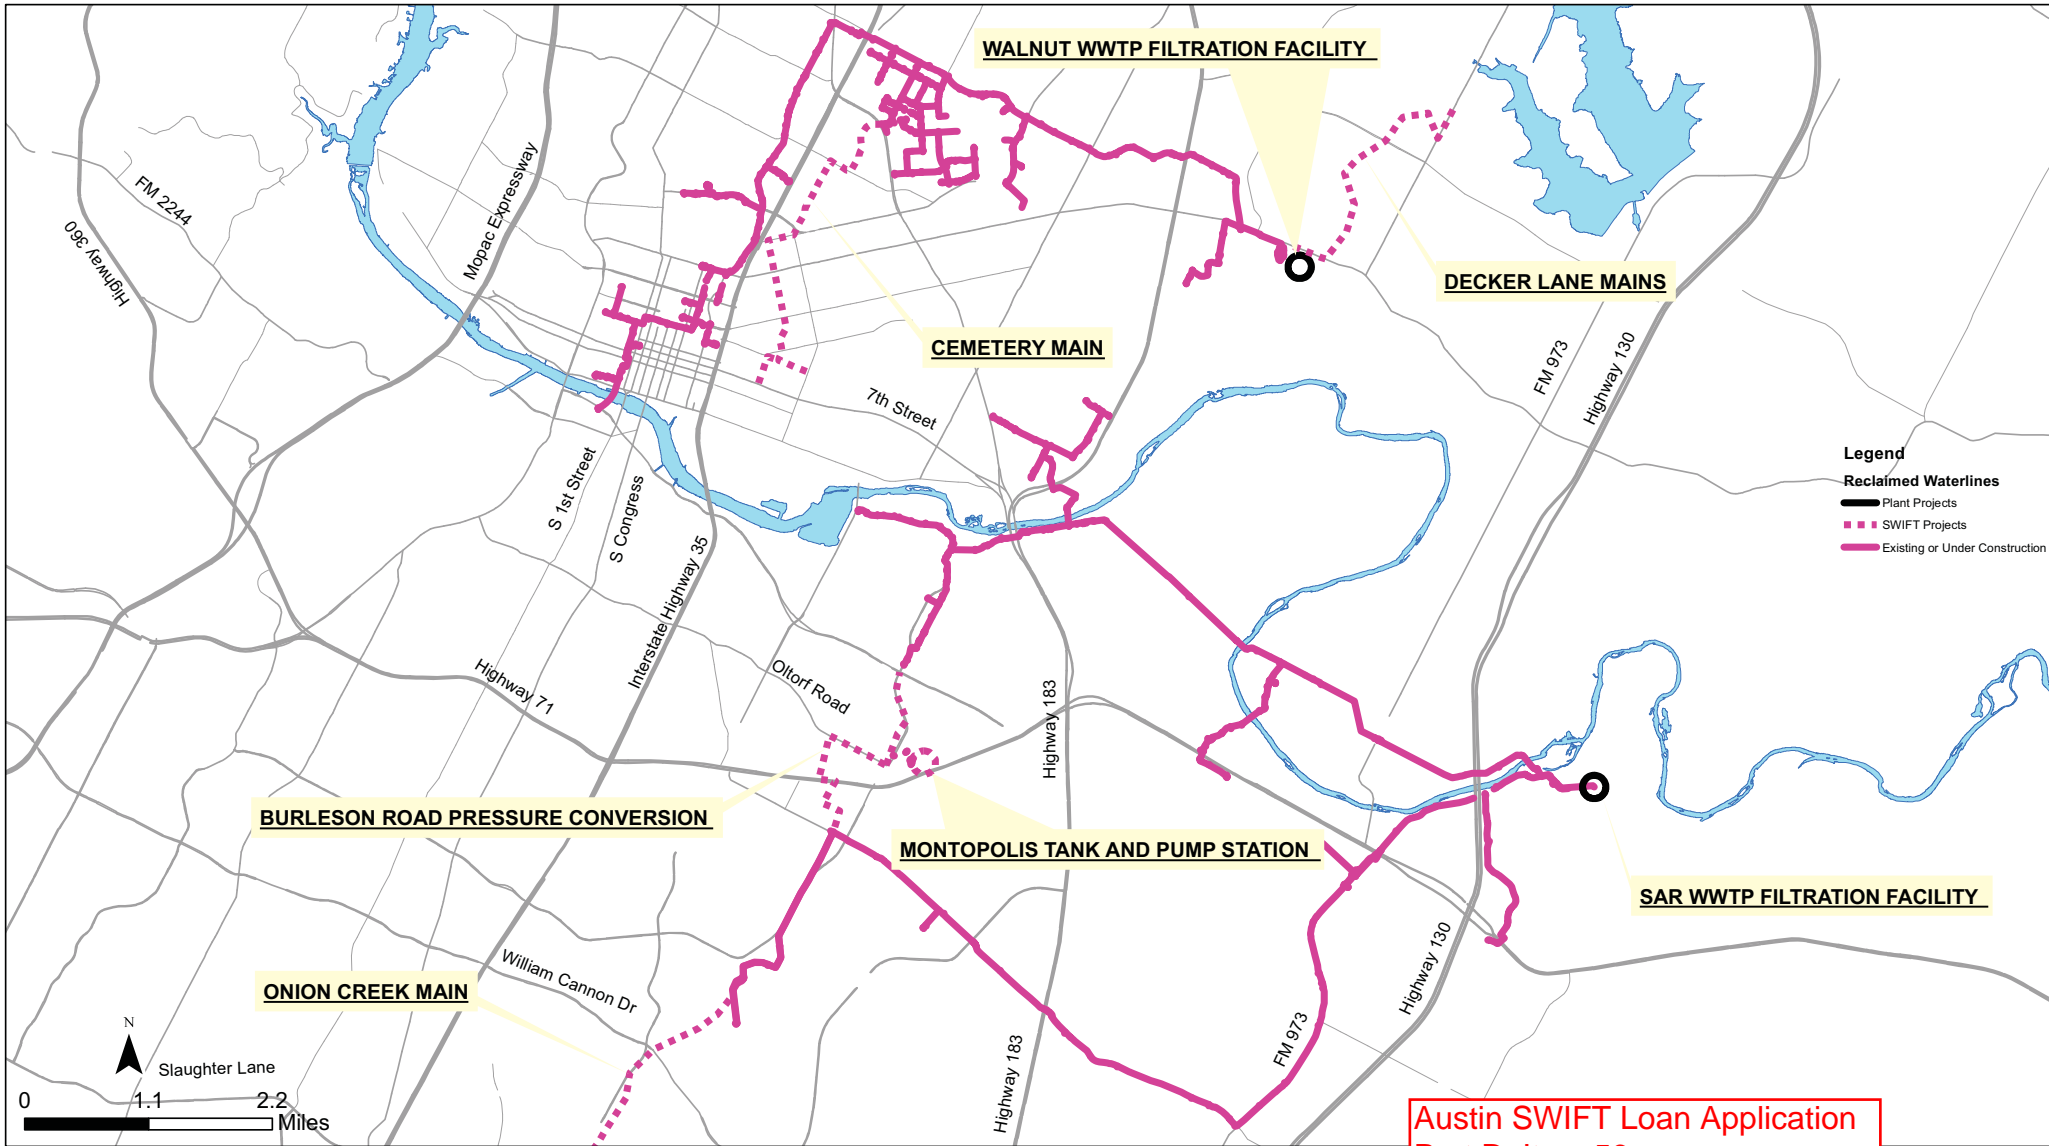 WALNUT WWTP FILTRATION FACILITY
FM 2244
Highway 360
Mopac Expressway
DECKER LANE MAINS
CEMETERY MAIN
7th Street
FM 973
Highway 130
S 1st Street
S Congress
Interstate Highway 35
Legend
Reclaimed Waterlines
Plant Projects
SWIFT Projects
Existing or Under Construction
Highway 71
Oltorf Road
Highway 183
BURLESON ROAD PRESSURE CONVERSION
MONTOPOLIS TANK AND PUMP STATION
SAR WWTP FILTRATION FACILITY
ONION CREEK MAIN
William Cannon Dr
Highway 130
FM 973
Highway 183
N
Slaughter Lane
0 1.1 2.2
Miles
Austin SWIFT Loan Application